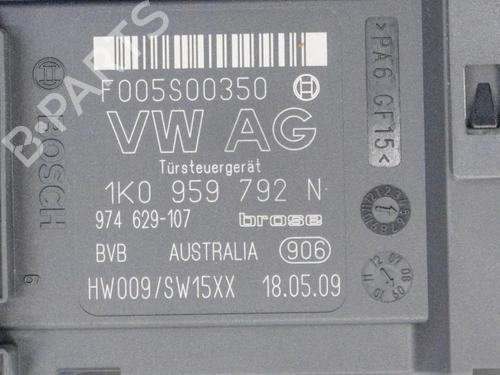 F005S00350
VW AG
Türsteuergerät
1K0 959 792 N
974 629-107 brose
BVB AUSTRALIA 906
HW009/SW15XX 18.05.09
BOSCH
6
>PA6 GF15<
B-PARTS